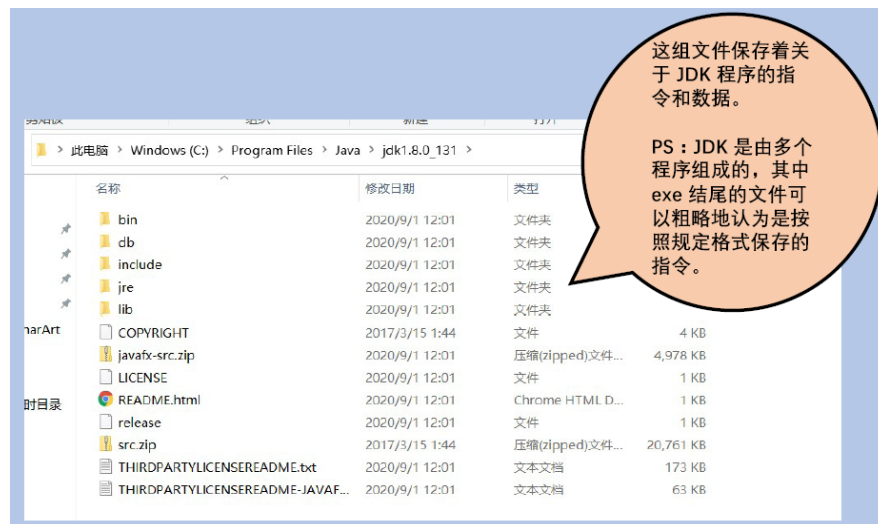 这组文件保存着关
于 JDK 程序的指
令和数据。
PS：JDK 是由多个
程序组成的，其中
exe 结尾的文件可
以粗略地认为是按
照规定格式保存的
指令。
> 此电脑 > Windows (C:) > Program Files > Java > jdk1.8.0_131 >
名称 修改日期 类型
bin 2020/9/1 12:01 文件夹
db 2020/9/1 12:01 文件夹
include 2020/9/1 12:01 文件夹
jre 2020/9/1 12:01 文件夹
lib 2020/9/1 12:01 文件夹
COPYRIGHT 2017/3/15 1:44 文件 4 KB
javafx-src.zip 2020/9/1 12:01 压缩(zipped)文件... 4,978 KB
LICENSE 2020/9/1 12:01 文件 1 KB
README.html 2020/9/1 12:01 Chrome HTML D... 1 KB
release 2020/9/1 12:01 文件 1 KB
src.zip 2017/3/15 1:44 压缩(zipped)文件... 20,761 KB
THIRDPARTYLICENSEREADME.txt 2020/9/1 12:01 文本文档 173 KB
THIRDPARTYLICENSEREADME-JAVAF... 2020/9/1 12:01 文本文档 63 KB
harArt
时目录